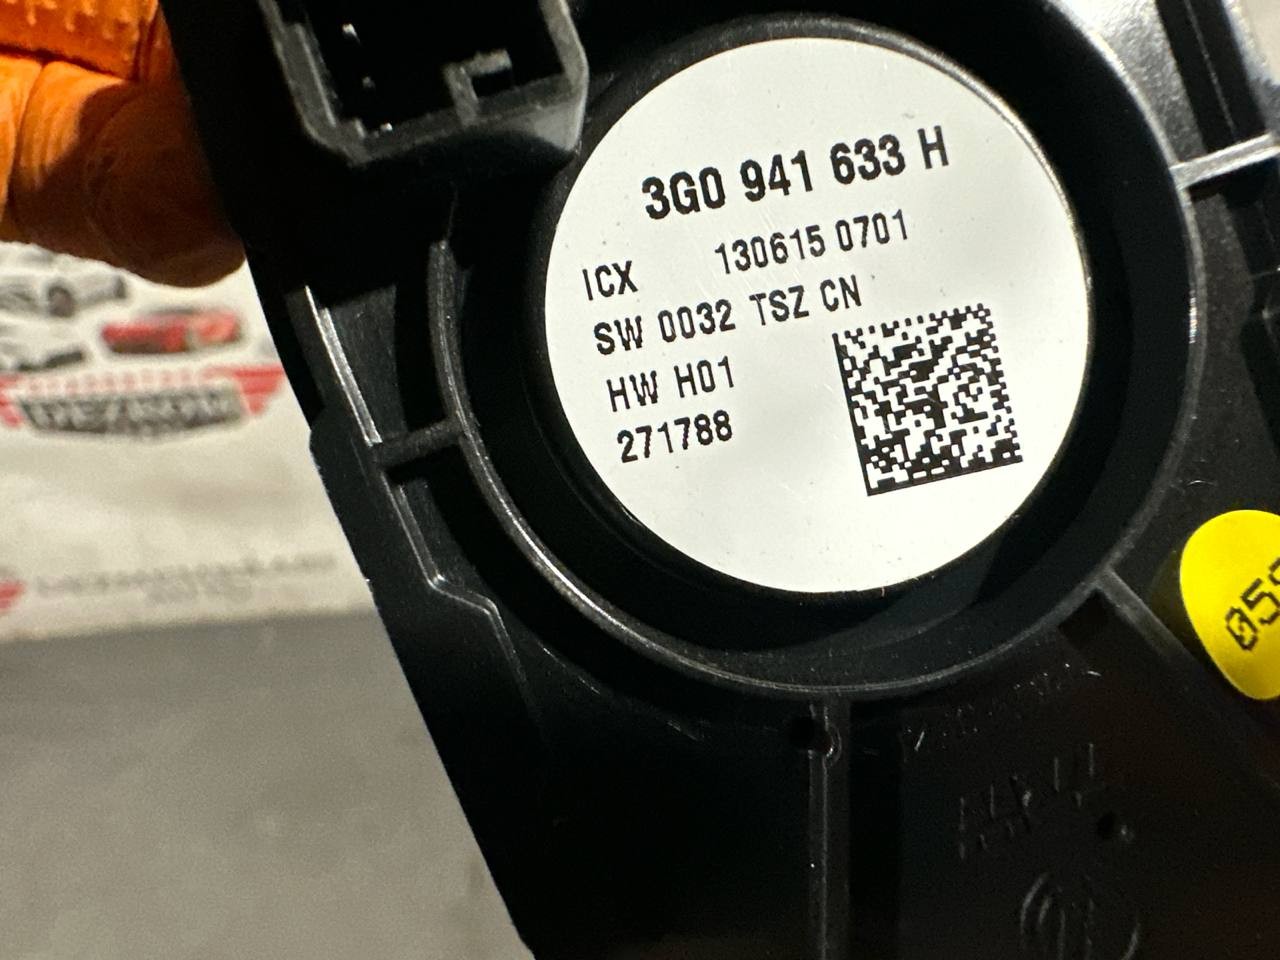 3G0 941 633 H
ICX 130615 0701
SW 0032 TSZ CN
HW H01
271788